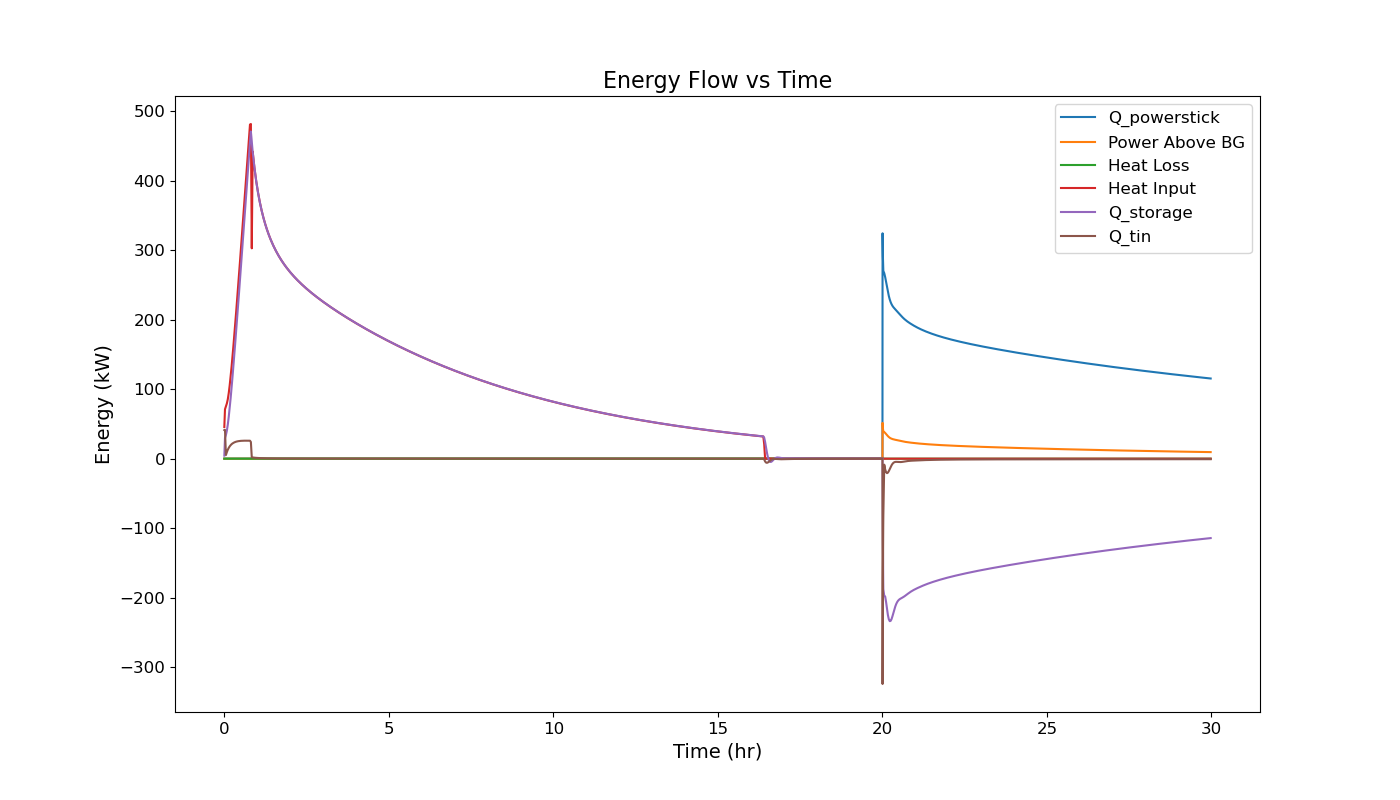 Energy Flow vs Time
500
400
300
200
100
0
−100
−200
−300
Energy (kW)
0 5 10 15 20 25 30
Time (hr)
Q_powerstick
Power Above BG
Heat Loss
Heat Input
Q_storage
Q_tin